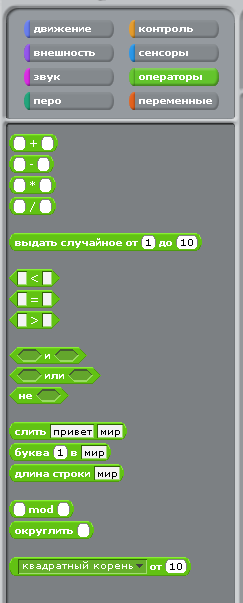 движение контроль
внешность сенсоры
звук операторы
перо переменные
+
-
*
/
выдать случайное от 1 до 10
<
=
>
и
или
не
слить привет мир
буква 1 в мир
длина строки мир
mod
округлить
квадратный корень от 10